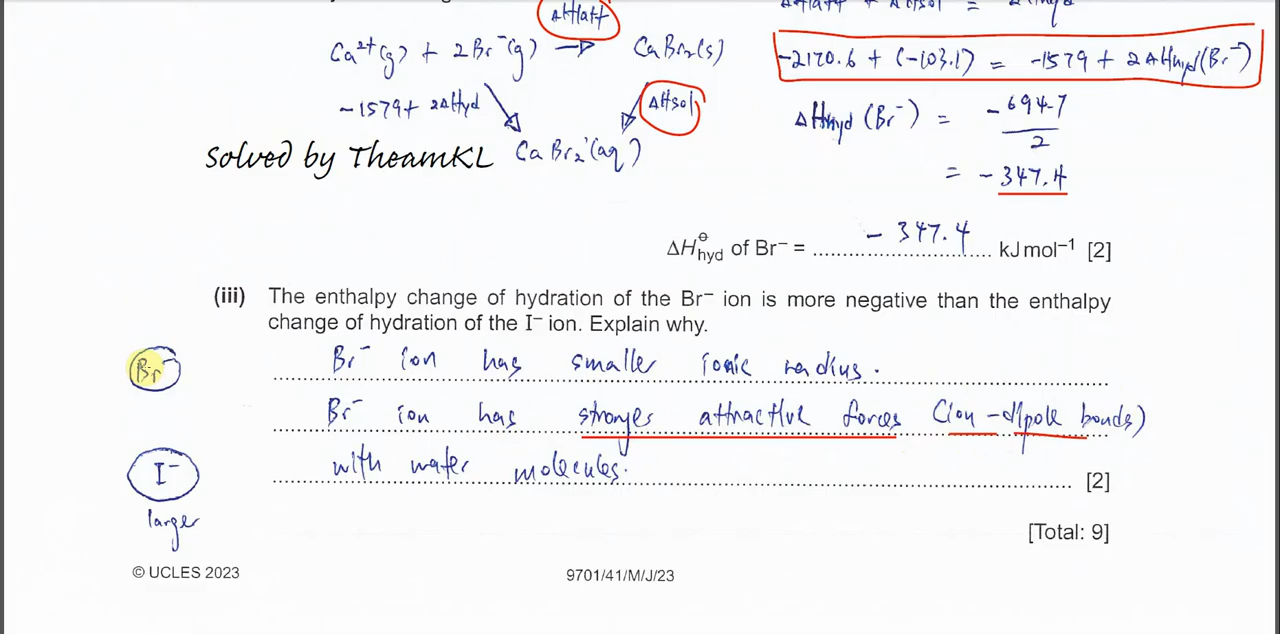 ΔHlatt
ΔHlatt + ΔHsol = ΔHhyd
Ca²⁺(g) + 2Br⁻(g) → CaBr₂(s)
-2170.6 + (-103.1) = -1579 + 2ΔHhyd(Br⁻)
-1579 + 2ΔHhyd
ΔHsol
ΔHhyd (Br⁻) = -694.7 / 2
Solved by TheamKL CaBr₂(aq)
= -347.4
ΔH⦵hyd of Br⁻ = - 347.4 kJ mol⁻¹ [2]
(iii) The enthalpy change of hydration of the Br⁻ ion is more negative than the enthalpy
change of hydration of the I⁻ ion. Explain why.
Br⁻
Br⁻ ion has smaller ionic radius.
Br⁻ ion has stronger attractive forces (ion-dipole bonds)
I⁻
with water molecules. [2]
larger
[Total: 9]
© UCLES 2023 9701/41/M/J/23